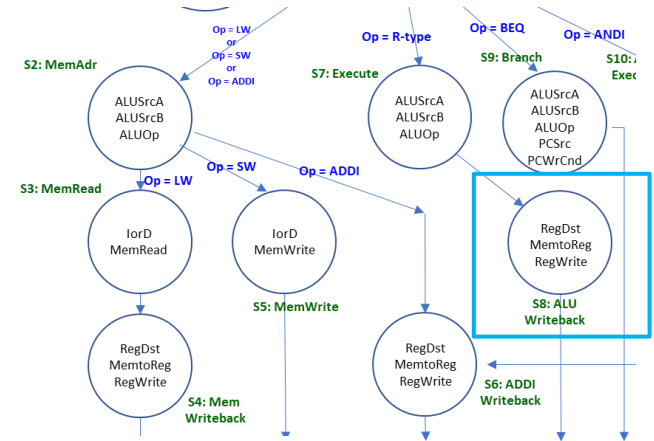 Op = LW
or
Op = SW
or
Op = ADDI
Op = R-type
Op = BEQ
Op = ANDI
S2: MemAdr
S7: Execute
S9: Branch
S10:
ALUSrcA
ALUSrcB
ALUOp
ALUSrcA
ALUSrcB
ALUOp
ALUSrcA
ALUSrcB
ALUOp
PCSrc
PCWrCnd
S3: MemRead
Op = LW
Op = SW
Op = ADDI
IorD
MemRead
IorD
MemWrite
RegDst
MemtoReg
RegWrite
S5: MemWrite
S8: ALU
Writeback
RegDst
MemtoReg
RegWrite
S4: Mem
Writeback
RegDst
MemtoReg
RegWrite
S6: ADDI
Writeback